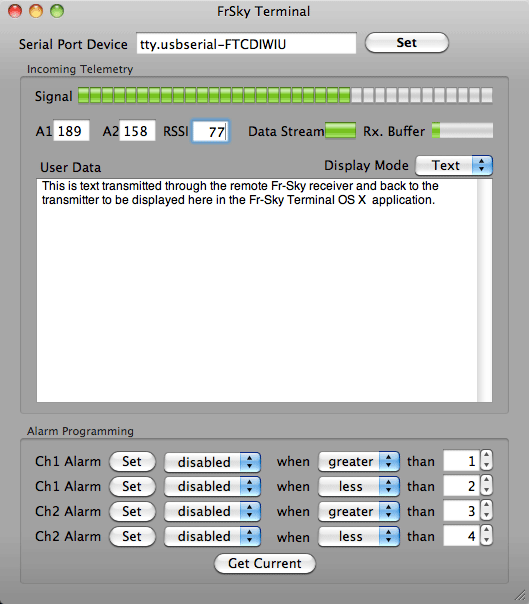 FrSky Terminal
Serial Port Device tty.usbserial-FTCDIWIU Set
Incoming Telemetry
Signal
A1 189 A2 158 RSSI 77 Data Stream Rx. Buffer
User Data Display Mode Text
This is text transmitted through the remote Fr-Sky receiver and back to the
transmitter to be displayed here in the Fr-Sky Terminal OS X application.
Alarm Programming
Ch1 Alarm Set disabled when greater than 1
Ch1 Alarm Set disabled when less than 2
Ch2 Alarm Set disabled when greater than 3
Ch2 Alarm Set disabled when less than 4
Get Current